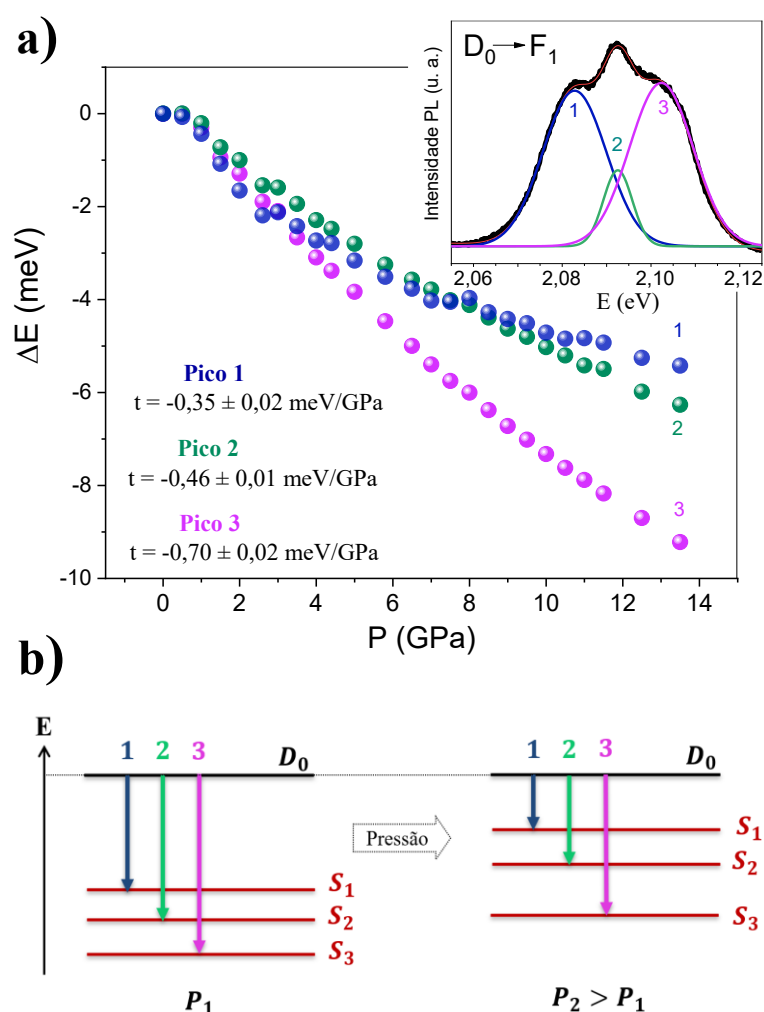 a)
D₀→F₁
Intensidade PL (u. a.)
1
2
3
2,06 2,08 2,10 2,12
E (eV)
0
-2
-4
-6
-8
-10
ΔE (meV)
Pico 1
t = -0,35 ± 0,02 meV/GPa
Pico 2
t = -0,46 ± 0,01 meV/GPa
Pico 3
t = -0,70 ± 0,02 meV/GPa
1
2
3
0 2 4 6 8 10 12 14
P (GPa)
b)
E
1 2 3 D₀
S₁
S₂
S₃
P₁
Pressão
1 2 3 D₀
S₁
S₂
S₃
P₂ > P₁